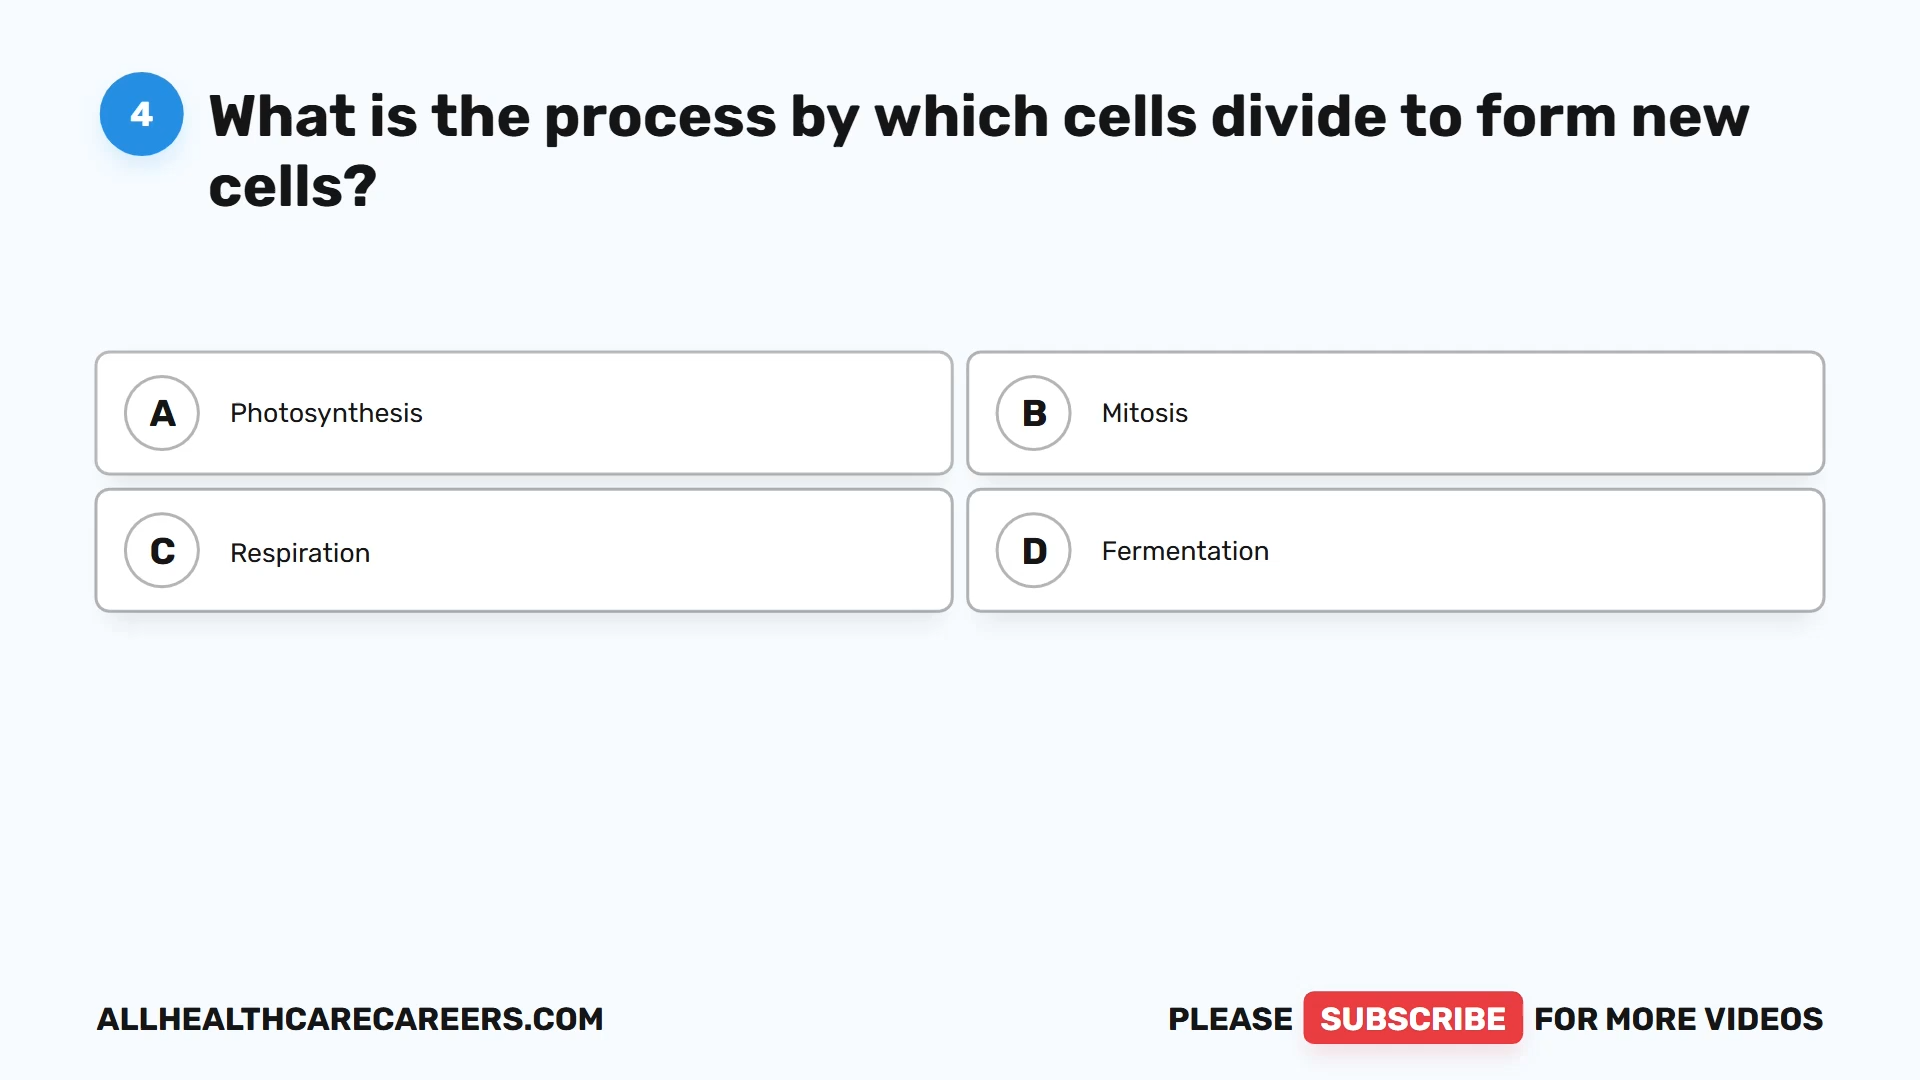 4
What is the process by which cells divide to form new
cells?
A Photosynthesis
B Mitosis
C Respiration
D Fermentation
ALLHEALTHCARECAREERS.COM
PLEASE SUBSCRIBE FOR MORE VIDEOS